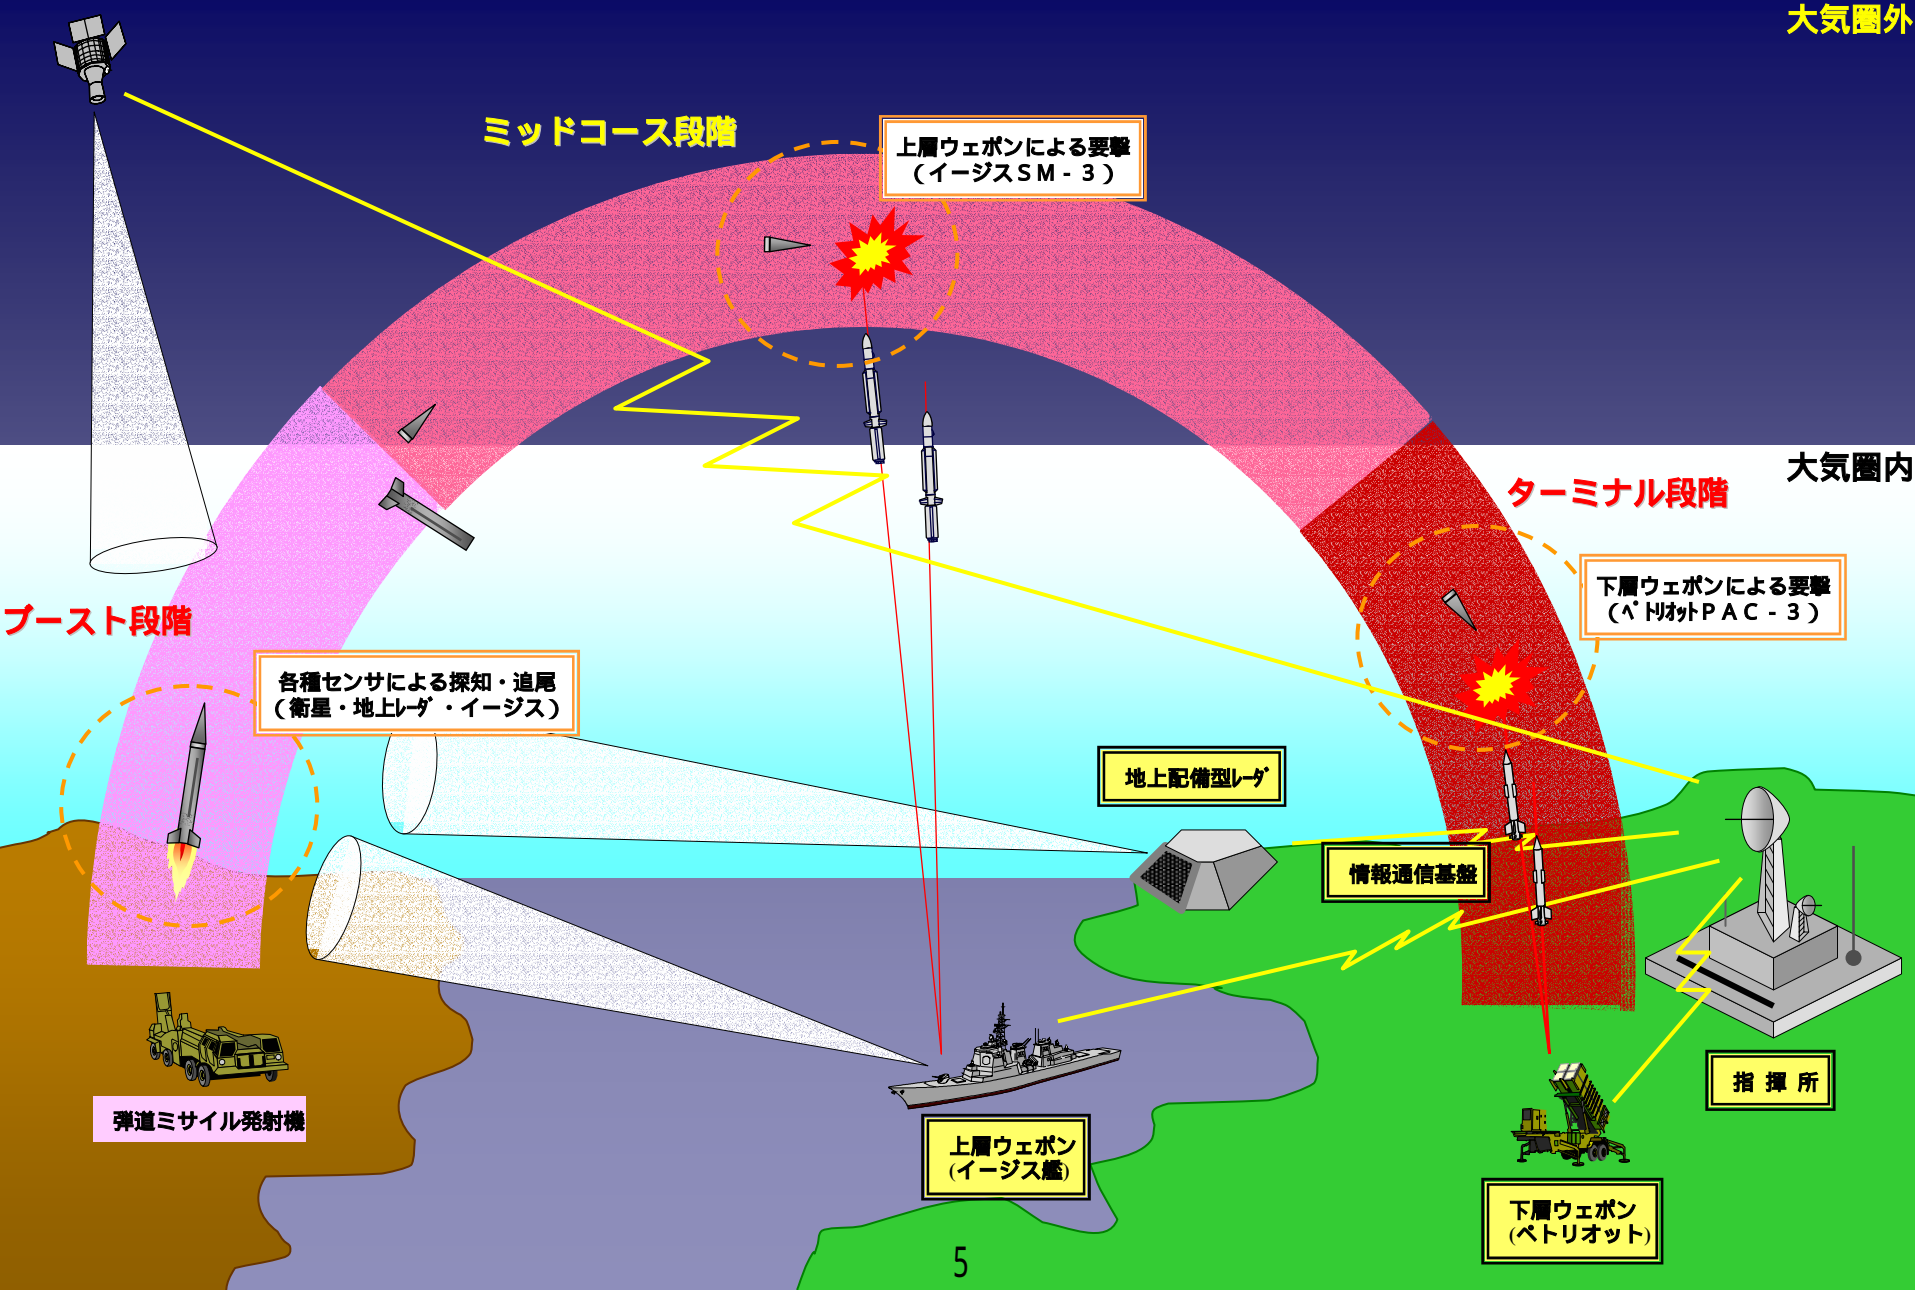 大気圏外
ミッドコース段階
上層ウェポンによる要撃
（イージスＳＭ－３）
大気圏内
ターミナル段階
下層ウェポンによる要撃
（ﾍﾟﾄﾘｵｯﾄＰＡＣ－３）
ブースト段階
各種センサによる探知・追尾
（衛星・地上ﾚｰﾀﾞ・イージス）
地上配備型ﾚｰﾀﾞ
情報通信基盤
指揮所
弾道ミサイル発射機
上層ウェポン
(イージス艦)
下層ウェポン
(ペトリオット)
5